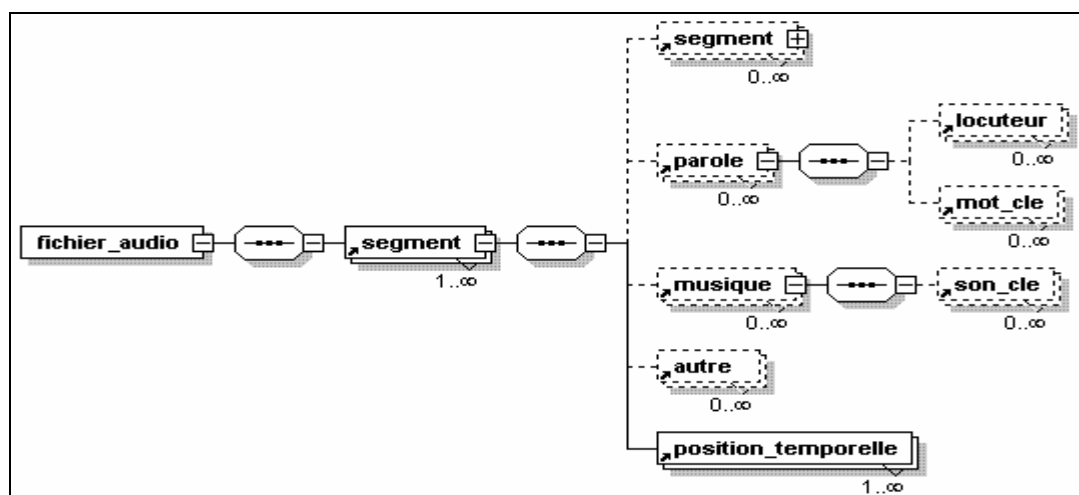 segment
0..∞
locuteur
0..∞
parole
0..∞
mot_cle
0..∞
fichier_audio
segment
1..∞
musique
0..∞
son_cle
0..∞
autre
0..∞
position_temporelle
1..∞